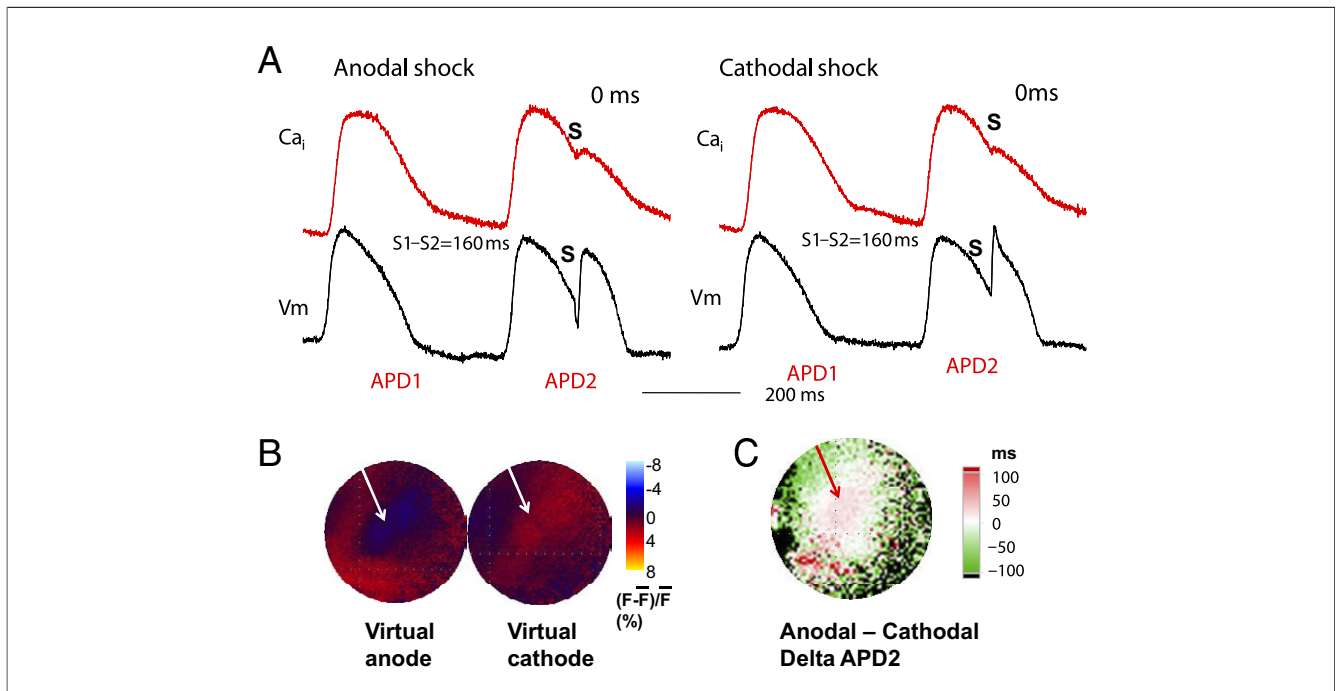 A
Anodal shock
0 ms
Ca i
S
S1–S2=160 ms
S
Vm
APD1
APD2
Cathodal shock
0ms
Ca i
S
S1–S2=160 ms
S
Vm
APD1
APD2
200 ms
B
-8
-4
0
4
8
(F-F̅)/F̅
(%)
Virtual
anode
Virtual
cathode
C
ms
100
50
0
−50
−100
Anodal – Cathodal
Delta APD2